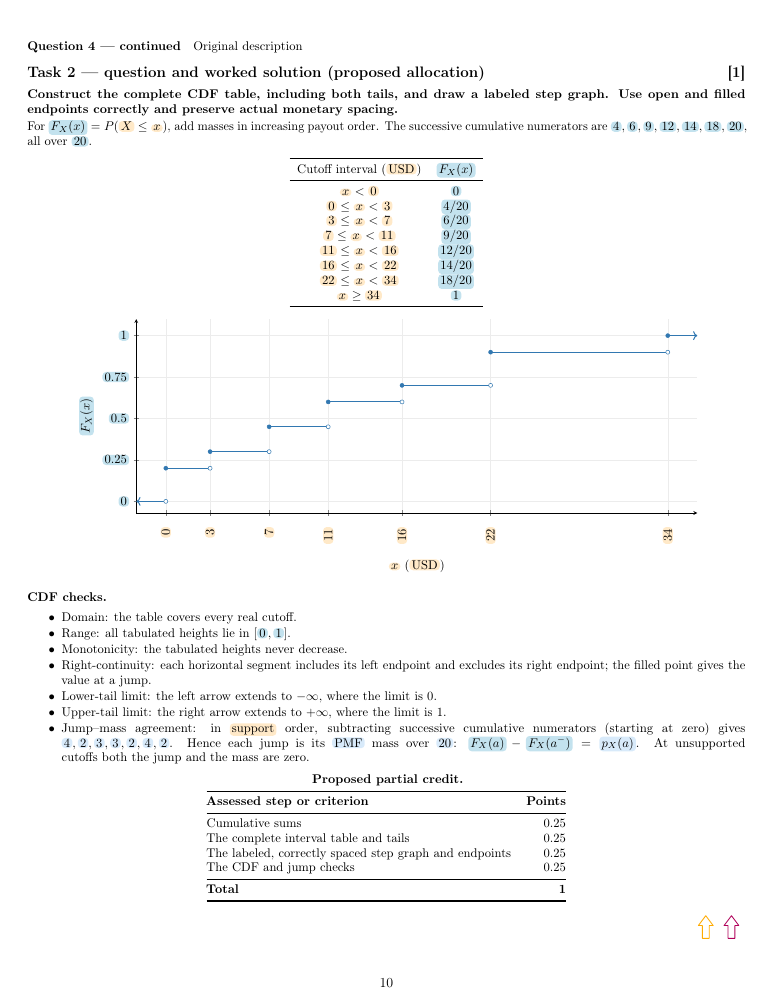 Question 4 — continued Original description
Task 2 — question and worked solution (proposed allocation) [1]
Construct the complete CDF table, including both tails, and draw a labeled step graph. Use open and filled
endpoints correctly and preserve actual monetary spacing.
For F_X(x) = P(X ≤ x), add masses in increasing payout order. The successive cumulative numerators are 4, 6, 9, 12, 14, 18, 20,
all over 20.
Cutoff interval (USD) F_X(x)
x < 0 0
0 ≤ x < 3 4/20
3 ≤ x < 7 6/20
7 ≤ x < 11 9/20
11 ≤ x < 16 12/20
16 ≤ x < 22 14/20
22 ≤ x < 34 18/20
x ≥ 34 1
1
0.75
0.5
0.25
0
F_X(x)
0 3 7 11 16 22 34
x (USD)
CDF checks.
• Domain: the table covers every real cutoff.
• Range: all tabulated heights lie in [0, 1].
• Monotonicity: the tabulated heights never decrease.
• Right-continuity: each horizontal segment includes its left endpoint and excludes its right endpoint; the filled point gives the
value at a jump.
• Lower-tail limit: the left arrow extends to −∞, where the limit is 0.
• Upper-tail limit: the right arrow extends to +∞, where the limit is 1.
• Jump–mass agreement: in support order, subtracting successive cumulative numerators (starting at zero) gives
4, 2, 3, 3, 2, 4, 2. Hence each jump is its PMF mass over 20: F_X(a) − F_X(a⁻) = p_X(a). At unsupported
cutoffs both the jump and the mass are zero.
Proposed partial credit.
Assessed step or criterion Points
Cumulative sums 0.25
The complete interval table and tails 0.25
The labeled, correctly spaced step graph and endpoints 0.25
The CDF and jump checks 0.25
Total 1
10